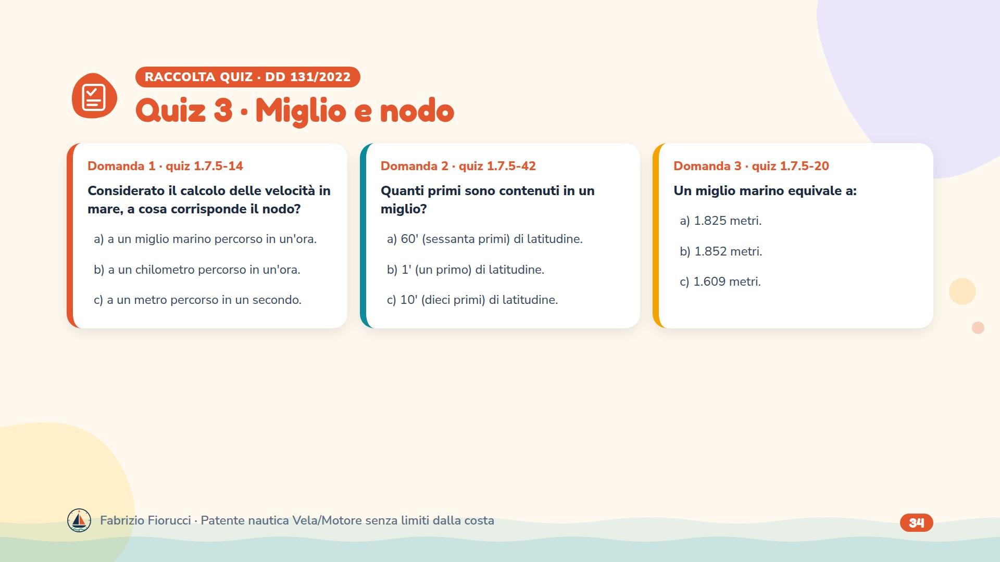 RACCOLTA QUIZ · DD 131/2022
Quiz 3 · Miglio e nodo
Domanda 1 · quiz 1.7.5-14
Considerato il calcolo delle velocità in
mare, a cosa corrisponde il nodo?
a) a un miglio marino percorso in un'ora.
b) a un chilometro percorso in un'ora.
c) a un metro percorso in un secondo.
Domanda 2 · quiz 1.7.5-42
Quanti primi sono contenuti in un
miglio?
a) 60' (sessanta primi) di latitudine.
b) 1' (un primo) di latitudine.
c) 10' (dieci primi) di latitudine.
Domanda 3 · quiz 1.7.5-20
Un miglio marino equivale a:
a) 1.825 metri.
b) 1.852 metri.
c) 1.609 metri.
Fabrizio Fiorucci · Patente nautica Vela/Motore senza limiti dalla costa
34